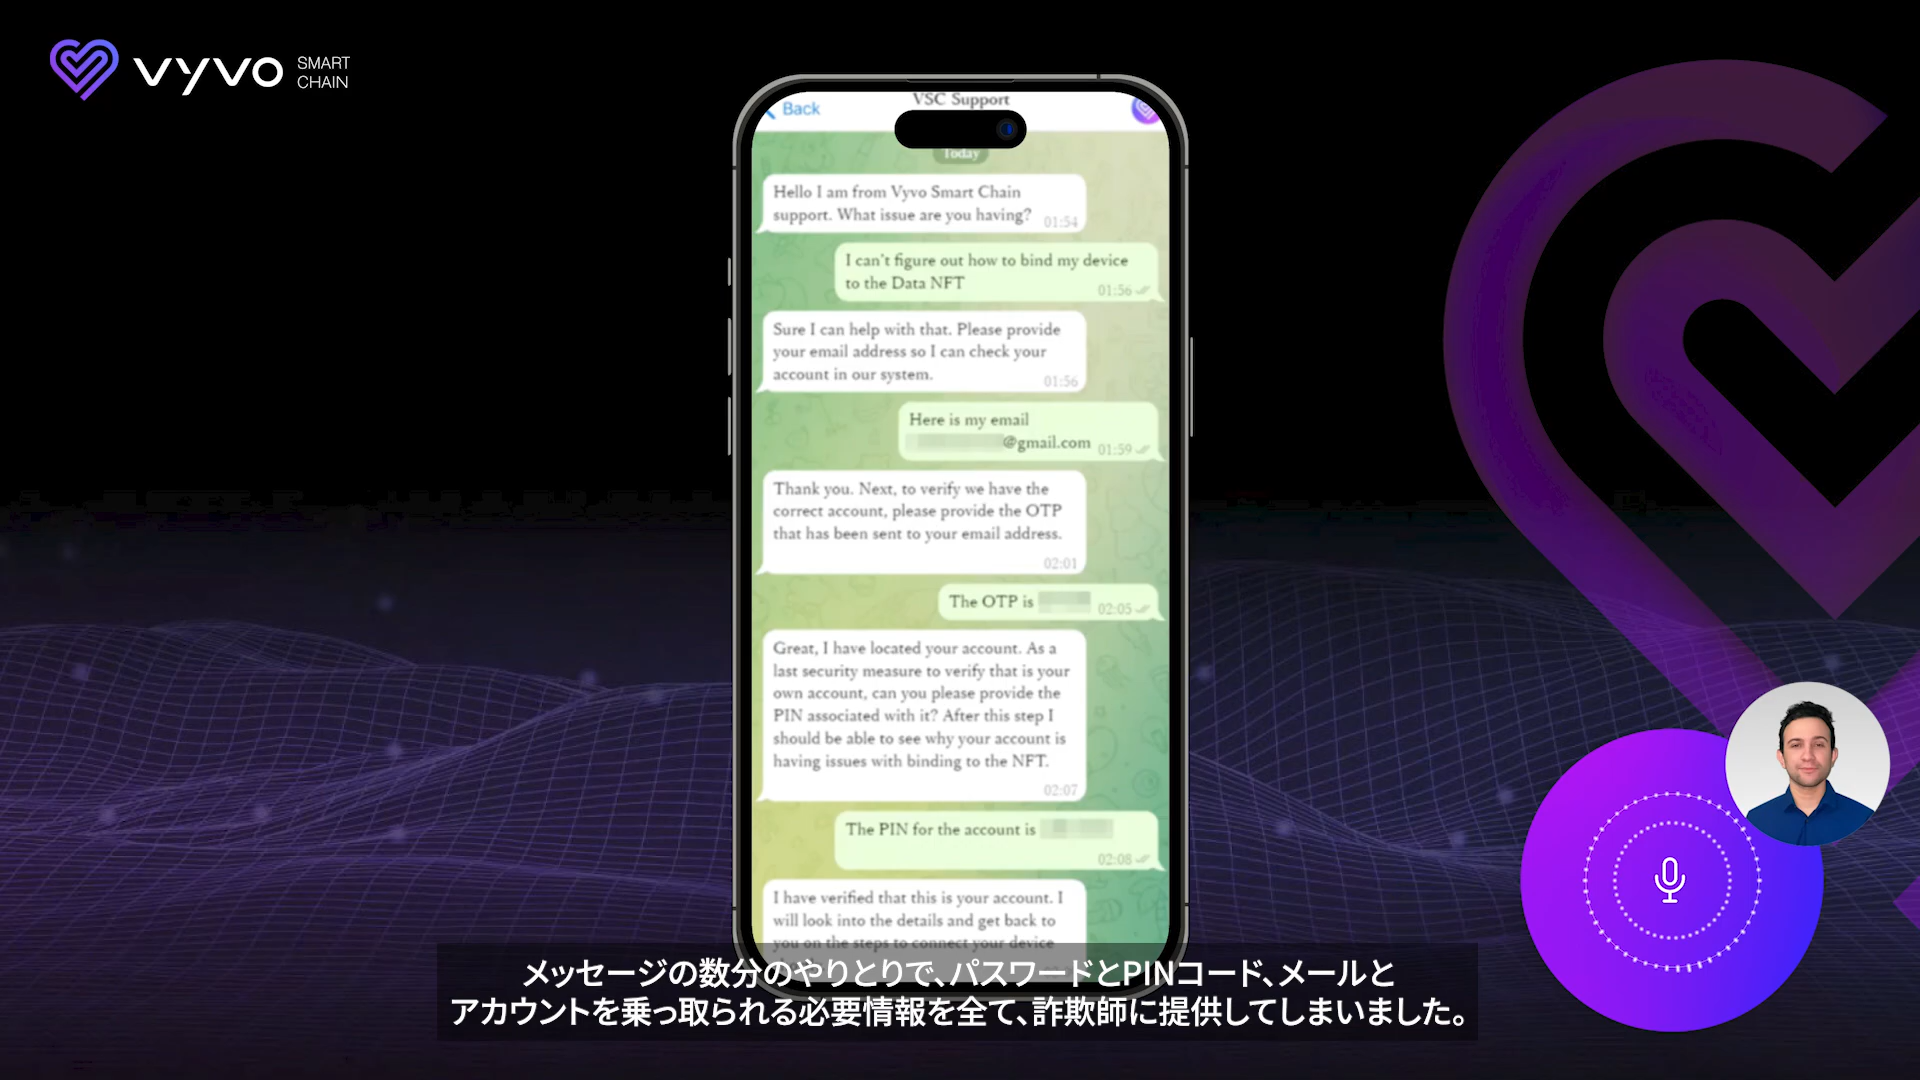 vyvo SMART
CHAIN
Back
VSC Support
Today
Hello I am from Vyvo Smart Chain
support. What issue are you having?
01:54
I can't figure out how to bind my device
to the Data NFT
01:56
Sure I can help with that. Please provide
your email address so I can check your
account in our system.
01:56
Here is my email
@gmail.com 01:59
Thank you. Next, to verify we have the
correct account, please provide the OTP
that has been sent to your email address.
02:01
The OTP is
02:05
Great, I have located your account. As a
last security measure to verify that is your
own account, can you please provide the
PIN associated with it? After this step I
should be able to see why your account is
having issues with binding to the NFT.
02:07
The PIN for the account is
02:08
I have verified that this is your account. I
will look into the details and get back to
you on the steps to connect your device
メッセージの数分のやりとりで、パスワードとPINコード、メールと
アカウントを乗っ取られる必要情報を全て、詐欺師に提供してしまいました。